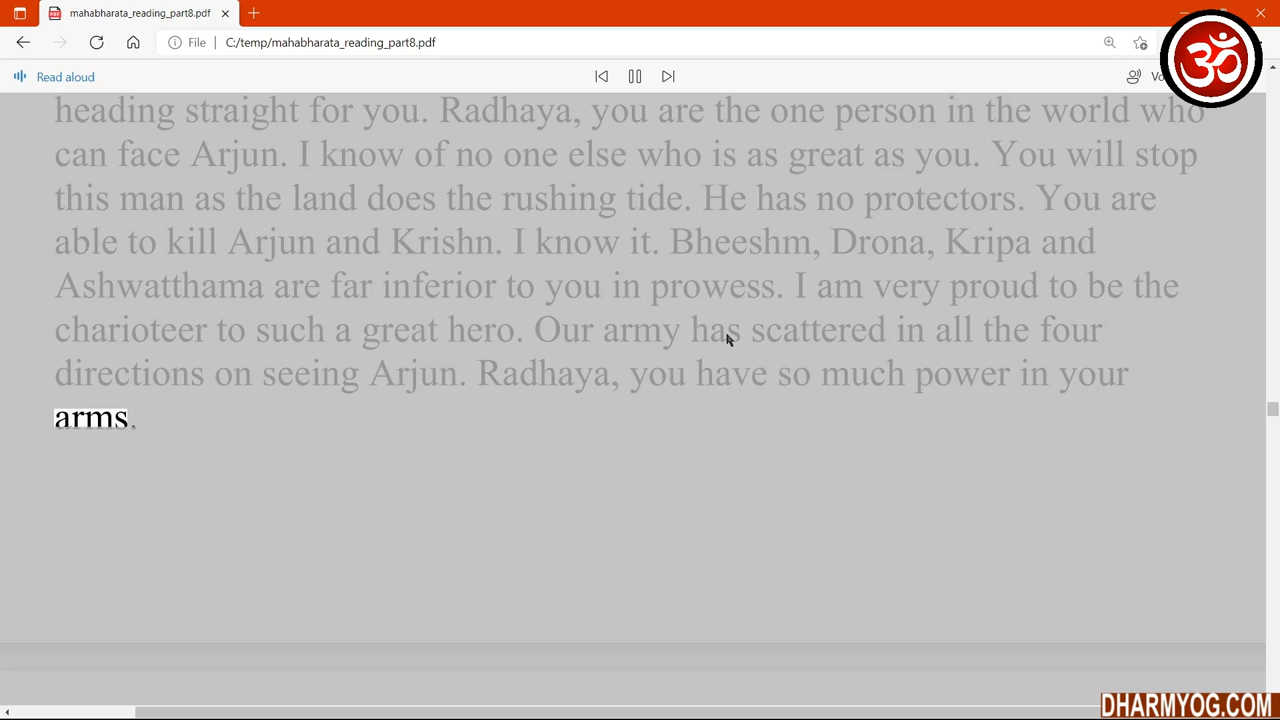 mahabharata_reading_part8.pdf
File C:/temp/mahabharata_reading_part8.pdf
Read aloud
heading straight for you. Radhaya, you are the one person in the world who
can face Arjun. I know of no one else who is as great as you. You will stop
this man as the land does the rushing tide. He has no protectors. You are
able to kill Arjun and Krishn. I know it. Bheeshm, Drona, Kripa and
Ashwatthama are far inferior to you in prowess. I am very proud to be the
charioteer to such a great hero. Our army has scattered in all the four
directions on seeing Arjun. Radhaya, you have so much power in your
arms.
ॐ
DHARMYOG.COM